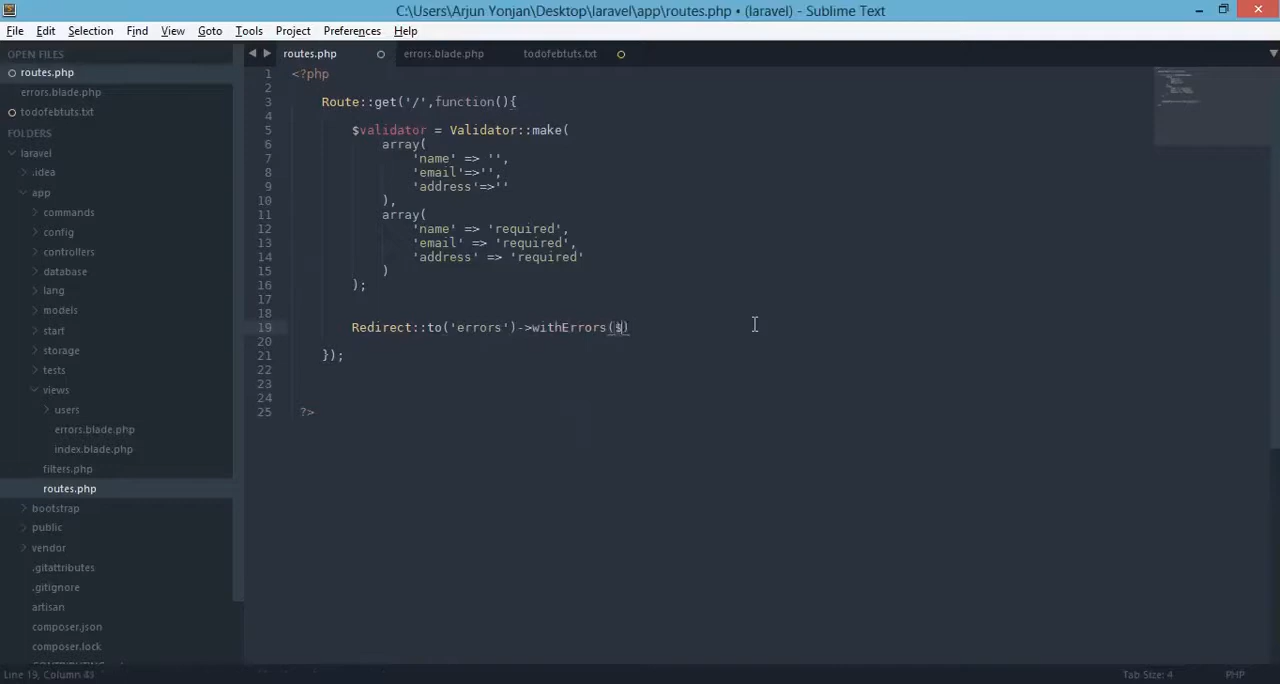 C:\Users\Arjun Yonjan\Desktop\laravel\app\routes.php • (laravel) - Sublime Text
File Edit Selection Find View Goto Tools Project Preferences Help
OPEN FILES
routes.php
errors.blade.php
todofebtuts.txt
FOLDERS
laravel
.idea
app
commands
config
controllers
database
lang
models
start
storage
tests
views
users
errors.blade.php
index.blade.php
filters.php
routes.php
bootstrap
public
vendor
.gitattributes
.gitignore
artisan
composer.json
composer.lock
routes.php errors.blade.php todofebtuts.txt
1 <?php
2
3 Route::get('/',function(){
4
5 $validator = Validator::make(
6 array(
7 'name' => '',
8 'email'=>'',
9 'address'=>''
10 ),
11 array(
12 'name' => 'required',
13 'email' => 'required',
14 'address' => 'required'
15 )
16 );
17
18
19 Redirect::to('errors')->withErrors($)
20
21 });
22
23
24
25 ?>
Line 19, Column 43
Tab Size: 4 PHP